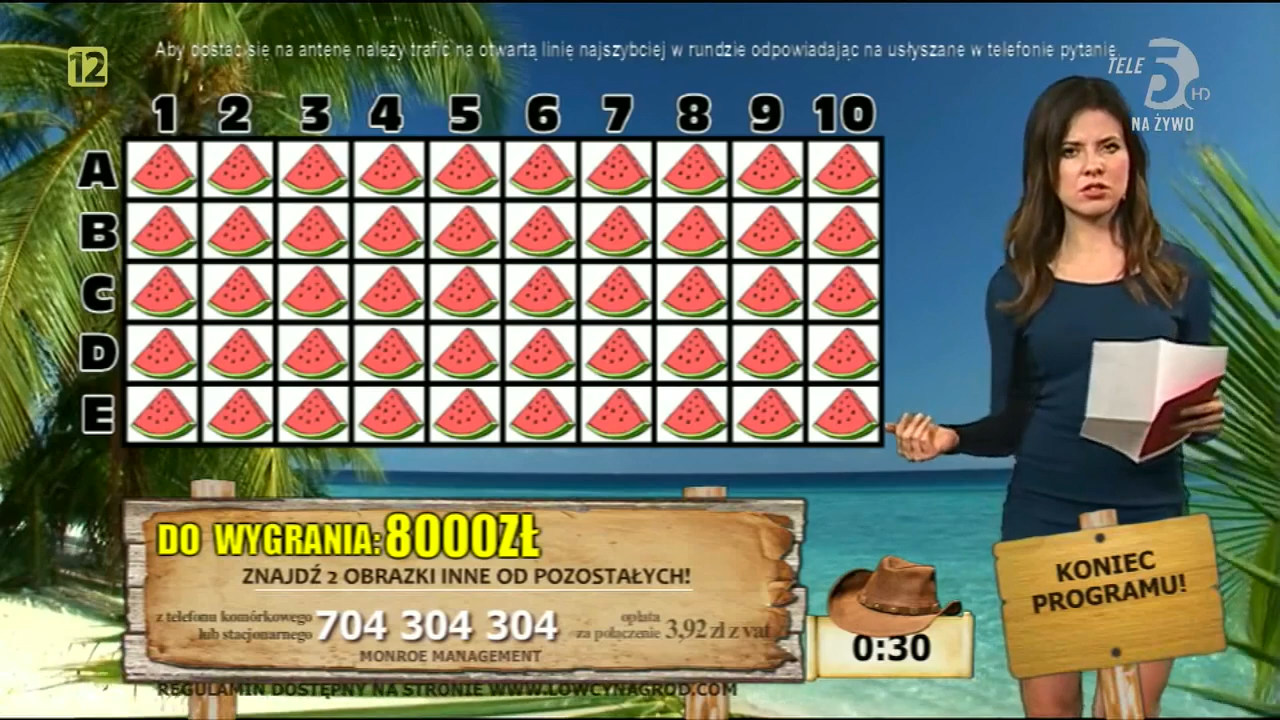 Aby dostać się na antenę należy trafić na otwartą linię najszybciej w rundzie odpowiadając na usłyszane w telefonie pytanie.
12
TELE 5 HD
NA ŻYWO
1 2 3 4 5 6 7 8 9 10
A
B
C
D
E
DO WYGRANIA: 8000ZŁ
ZNAJDŹ 2 OBRAZKI INNE OD POZOSTAŁYCH!
z telefonu komórkowego
lub stacjonarnego
704 304 304
opłata
za połączenie 3,92 zł z vat
MONROE MANAGEMENT
REGULAMIN DOSTĘPNY NA STRONIE WWW.LOWCYNAGROD.COM
0:30
KONIEC
PROGRAMU!